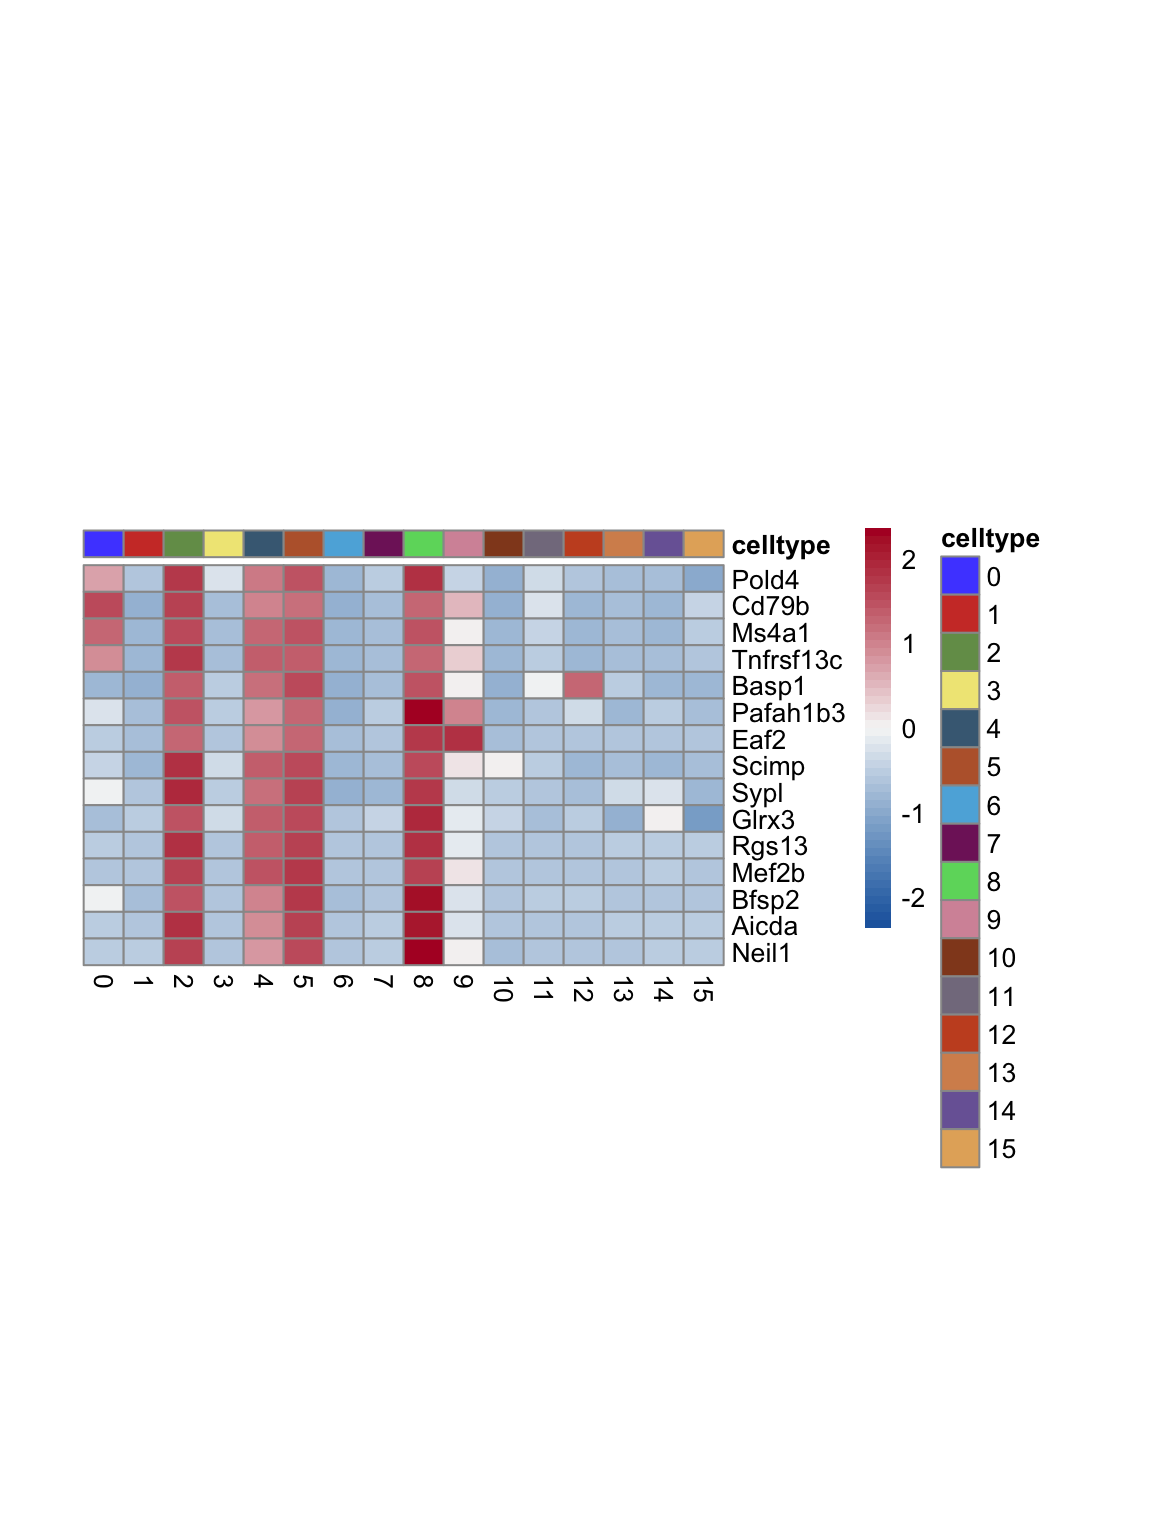 celltype
Pold4
Cd79b
Ms4a1
Tnfrsf13c
Basp1
Pafah1b3
Eaf2
Scimp
Sypl
Glrx3
Rgs13
Mef2b
Bfsp2
Aicda
Neil1
0 1 2 3 4 5 6 7 8 9 10 11 12 13 14 15
2
1
0
-1
-2
celltype
0
1
2
3
4
5
6
7
8
9
10
11
12
13
14
15